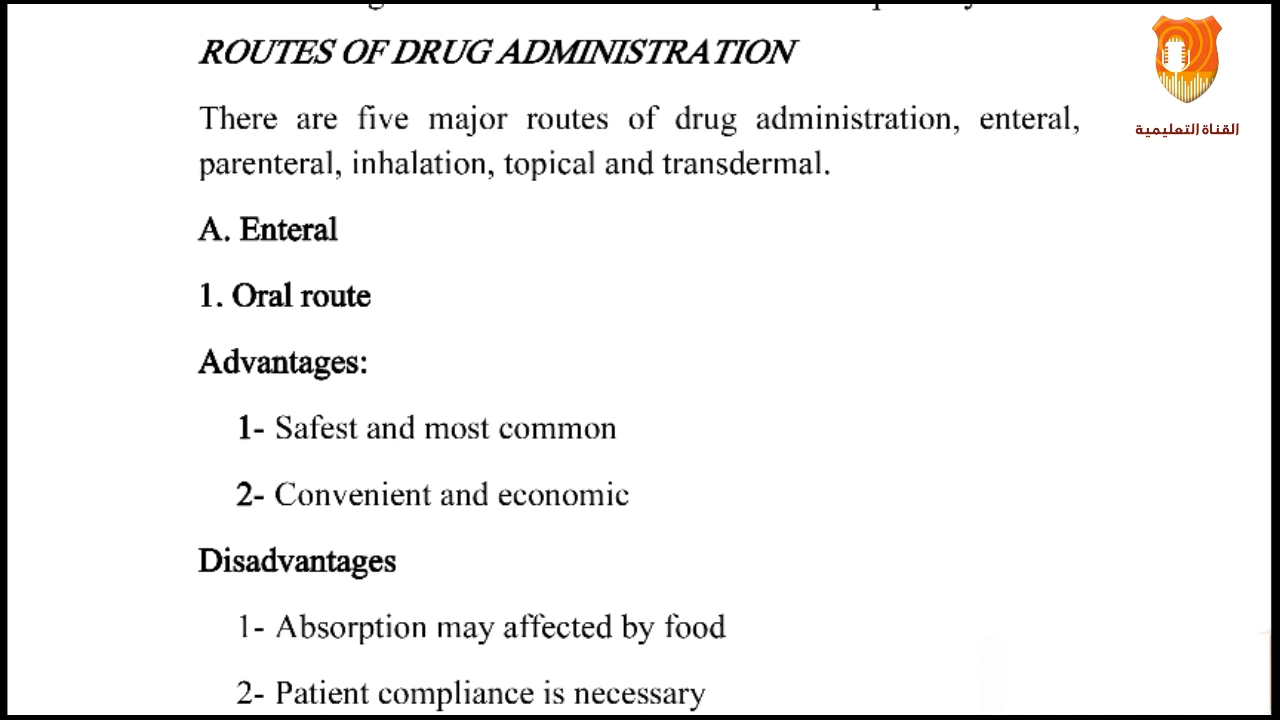 ROUTES OF DRUG ADMINISTRATION
There are five major routes of drug administration, enteral,
parenteral, inhalation, topical and transdermal.
A. Enteral
1. Oral route
Advantages:
1- Safest and most common
2- Convenient and economic
Disadvantages
1- Absorption may affected by food
2- Patient compliance is necessary
القناة التعليمية